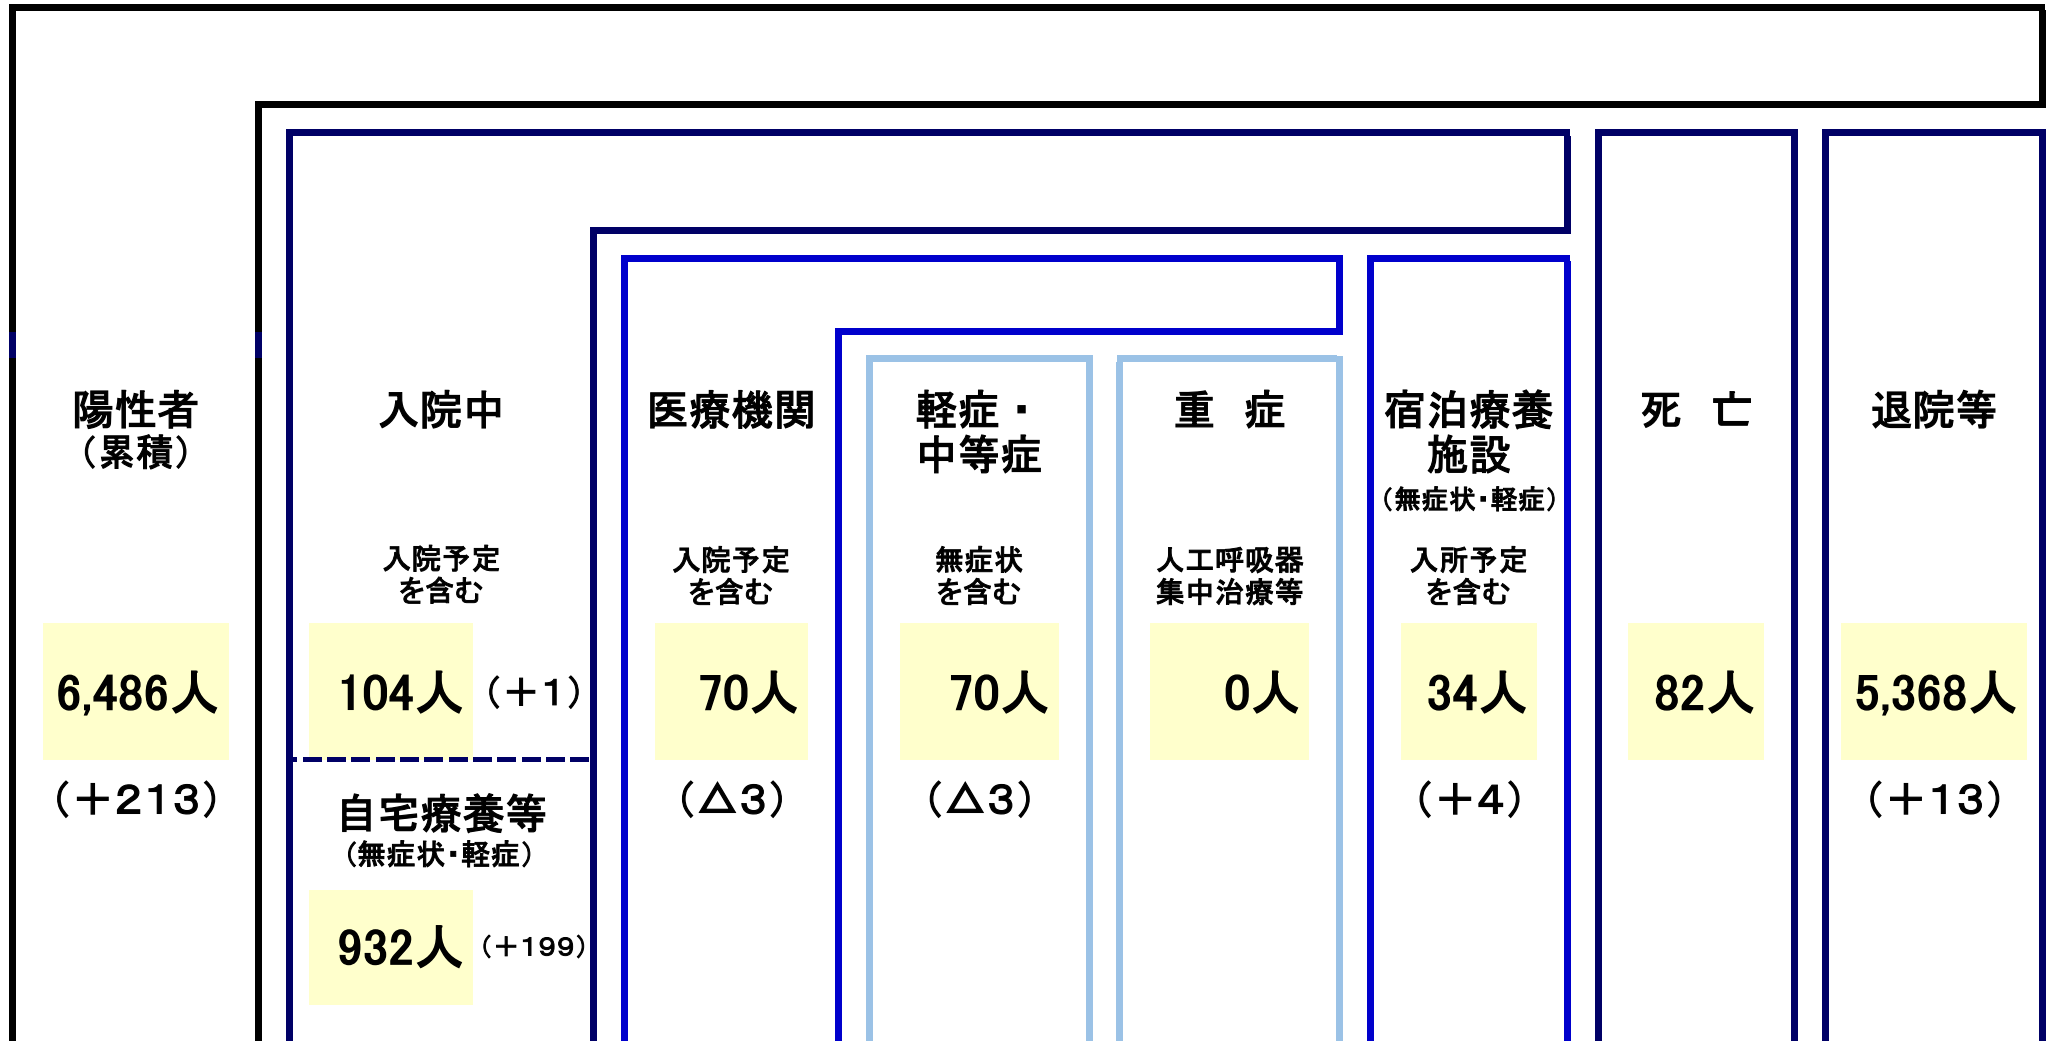 陽性者
（累積）
6,486人
（＋213）
入院中
入院予定
を含む
104人 （＋1）
自宅療養等
（無症状・軽症）
932人 （＋199）
医療機関
入院予定
を含む
70人
（△3）
軽症・
中等症
無症状
を含む
70人
（△3）
重　症
人工呼吸器
集中治療等
0人
宿泊療養
施設
（無症状・軽症）
入所予定
を含む
34人
（＋4）
死　亡
82人
退院等
5,368人
（＋13）